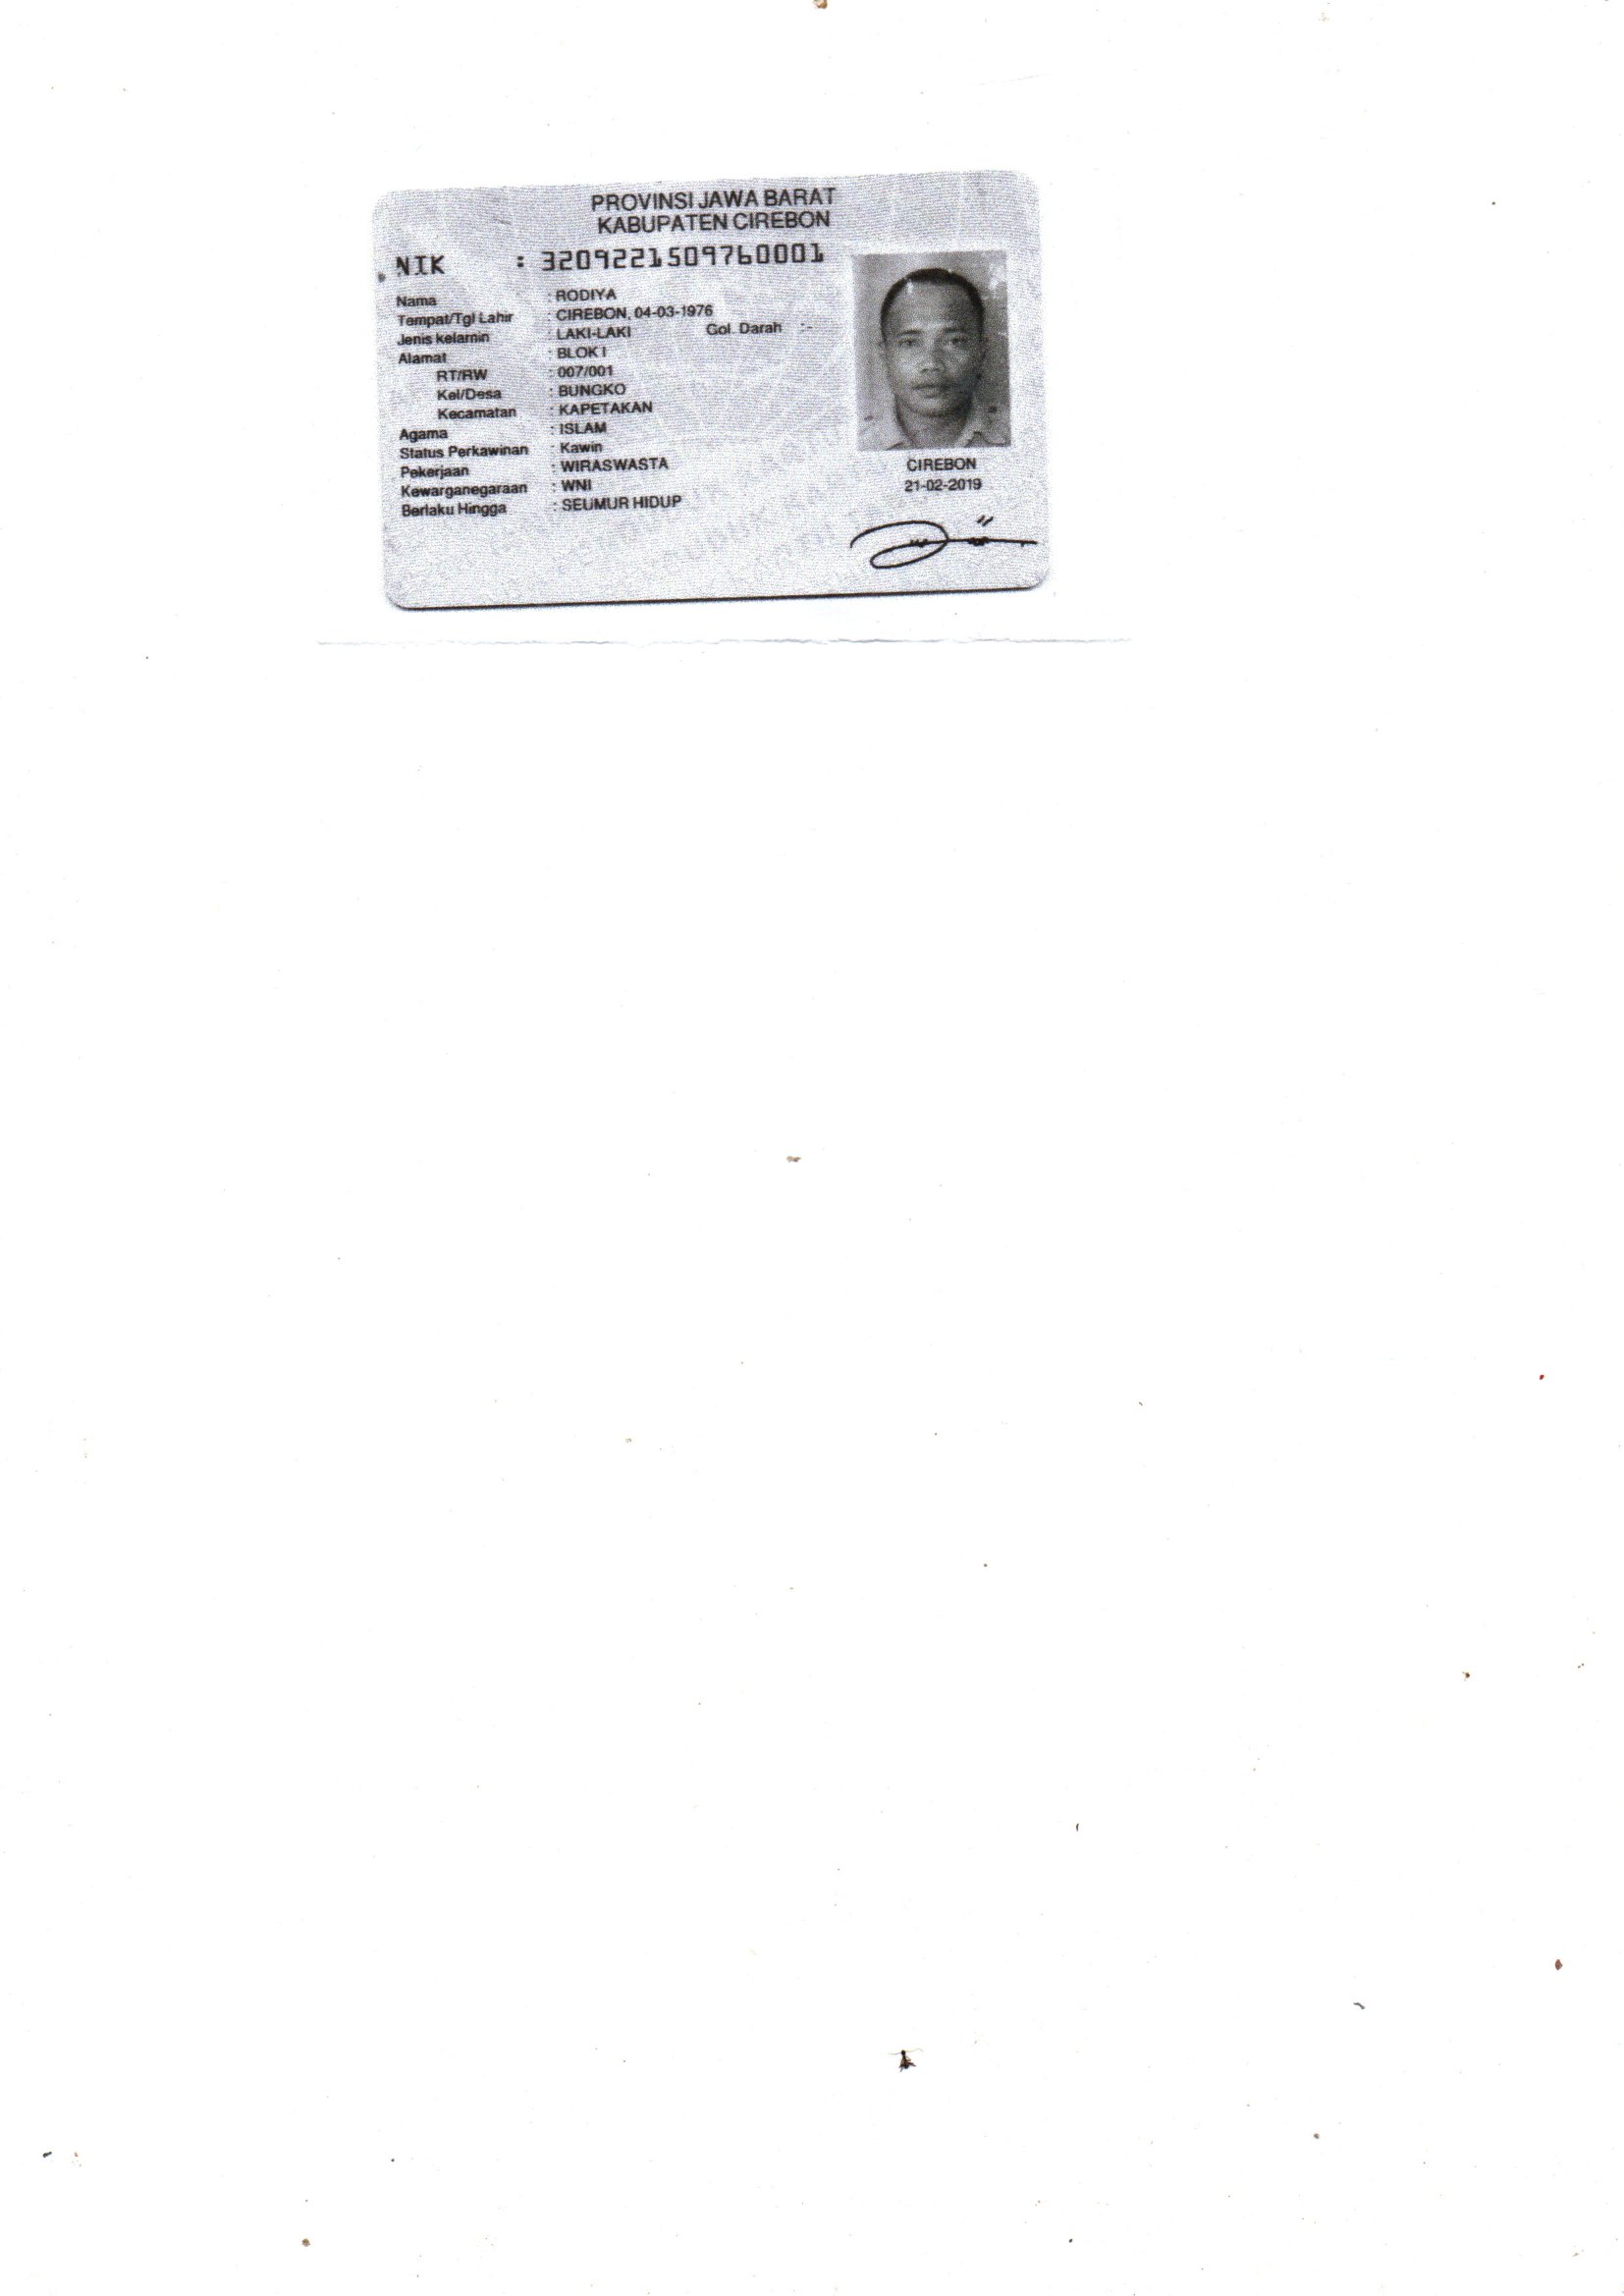 PROVINSI JAWA BARAT
KABUPATEN CIREBON
NIK : 3209221509760001
Nama : RODIYA
Tempat/Tgl Lahir : CIREBON, 04-03-1976
Jenis kelamin : LAKI-LAKI Gol. Darah :-
Alamat : BLOK I
RT/RW : 007/001
Kel/Desa : BUNGKO
Kecamatan : KAPETAKAN
Agama : ISLAM
Status Perkawinan : Kawin
Pekerjaan : WIRASWASTA
Kewarganegaraan : WNI
Berlaku Hingga : SEUMUR HIDUP
CIREBON
21-02-2019